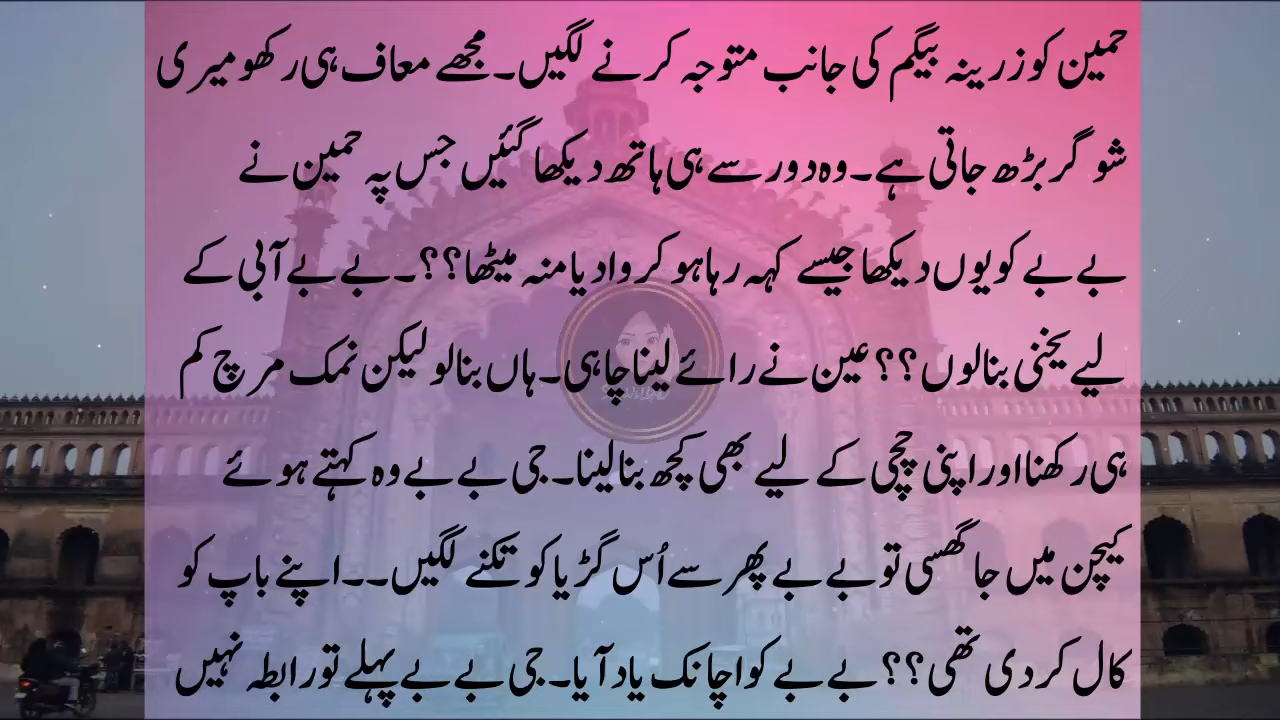 حمین کو زرینہ بیگم کی جانب متوجہ کرنے لگیں۔ مجھے معاف ہی رکھو میری
شوگر بڑھ جاتی ہے۔ وہ دور سے ہی ہاتھ دیکھا گئیں جس پہ حمین نے
بے بے کو یوں دیکھا جیسے کہہ رہا ہو کروا دیا منہ میٹھا؟؟۔ بے بے آبی کے
لیے یخنی بنا لوں؟؟ عین نے رائے لینا چاہی۔ ہاں بنا لو لیکن نمک مرچ کم
ہی رکھنا اور اپنی چچی کے لیے بھی کچھ بنا لینا۔ جی بے بے وہ کہتے ہوئے
کیچن میں جا گھسی تو بے بے پھر سے اُس گڑیا کو تکنے لگیں۔۔ اپنے باپ کو
کال کر دی تھی؟؟ بے بے کو اچانک یاد آیا۔ جی بے بے پہلے تو رابطہ نہیں